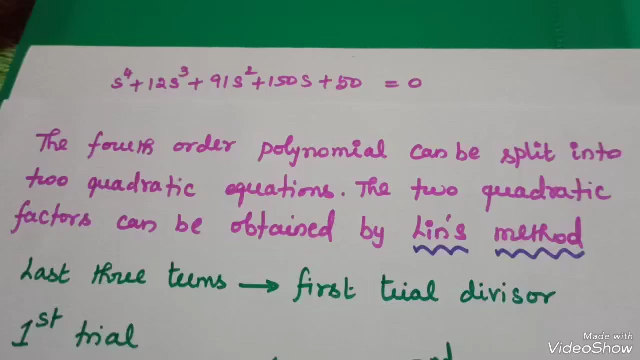 s⁴ + 12s³ + 91s² + 150s + 50 = 0
The fourth order polynomial can be split into
two quadratic equations. The two quadratic
factors can be obtained by Lin's method
Last three terms → first trial divisor
1st trial
Made with
VideoShow